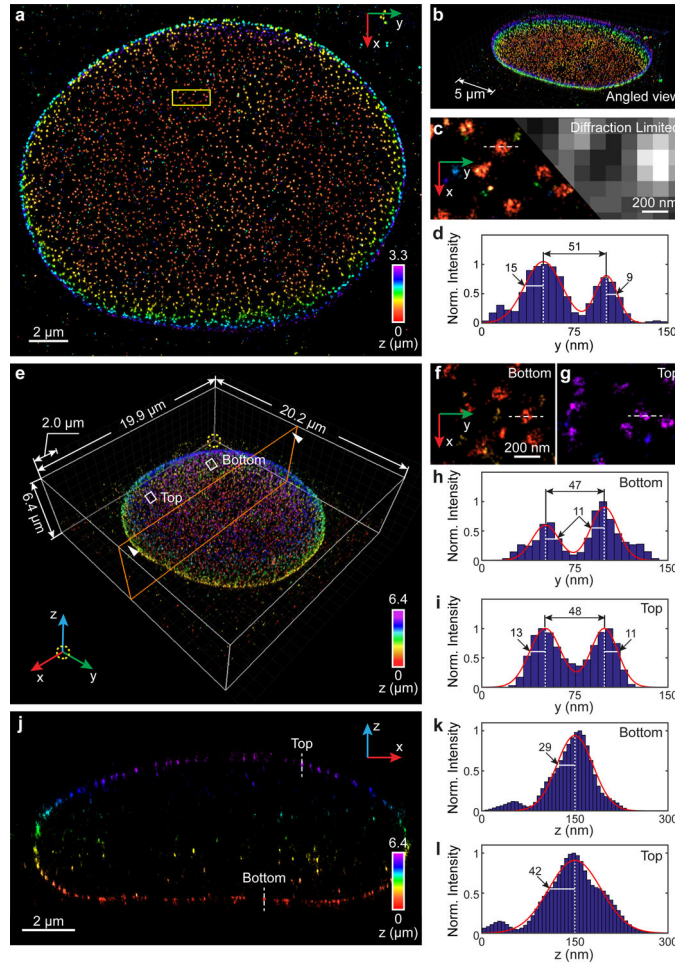 a
y
x
3.3
0
z (µm)
2 µm
b
5 µm
Angled view
c
Diffraction Limited
y
x
200 nm
d
Norm. Intensity
1
0.5
0
51
15
9
0
75
150
y (nm)
e
19.9 µm
20.2 µm
2.0 µm
6.4 µm
Bottom
Top
z
x
y
6.4
0
z (µm)
f
Bottom
y
x
200 nm
g
Top
h
Bottom
Norm. Intensity
1
0.5
0
47
11
0
75
150
y (nm)
i
Top
Norm. Intensity
1
0.5
0
48
13
11
0
75
150
y (nm)
j
Top
z
x
Bottom
6.4
0
z (µm)
2 µm
k
Bottom
Norm. Intensity
1
0.5
0
29
0
150
300
z (nm)
l
Top
Norm. Intensity
1
0.5
0
42
0
150
300
z (nm)